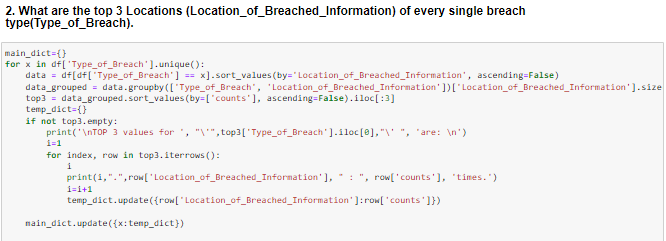 2. What are the top 3 Locations (Location_of_Breached_Information) of every single breach
type(Type_of_Breach).
main_dict={}
for x in df['Type_of_Breach'].unique():
    data = df[df['Type_of_Breach'] == x].sort_values(by='Location_of_Breached_Information', ascending=False)
    data_grouped = data.groupby(['Type_of_Breach', 'Location_of_Breached_Information'])['Location_of_Breached_Information'].size
    top3 = data_grouped.sort_values(by=['counts'], ascending=False).iloc[:3]
    temp_dict={}
    if not top3.empty:
        print('\nTOP 3 values for ', "\'",top3['Type_of_Breach'].iloc[0],"\' ", 'are: \n')
        i=1
        for index, row in top3.iterrows():
            i
            print(i,".",row['Location_of_Breached_Information'], " : ", row['counts'], 'times.')
            i=i+1
            temp_dict.update({row['Location_of_Breached_Information']:row['counts']})
    main_dict.update({x:temp_dict})